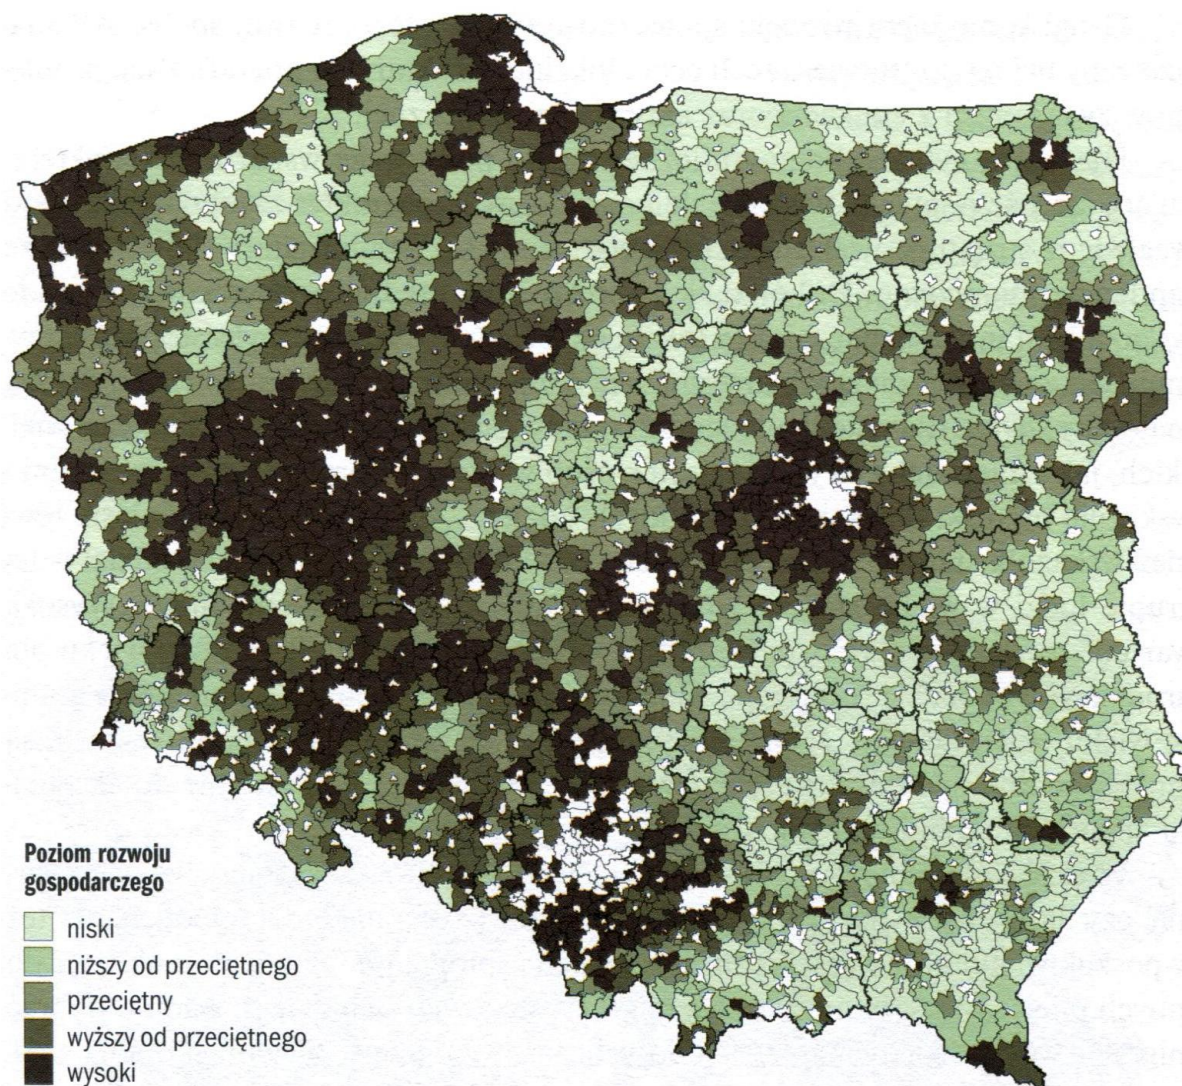 Poziom rozwoju
gospodarczego
niski
niższy od przeciętnego
przeciętny
wyższy od przeciętnego
wysoki